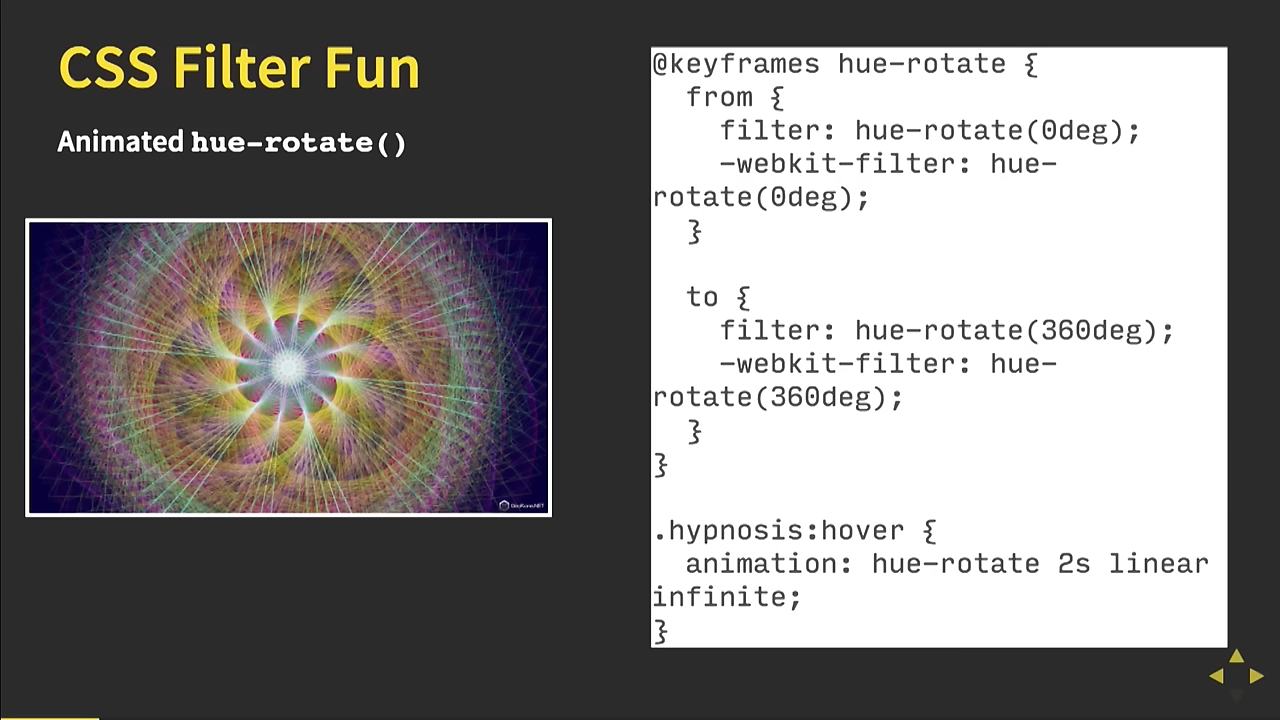 CSS Filter Fun
Animated hue-rotate()
@keyframes hue-rotate {
  from {
    filter: hue-rotate(0deg);
    -webkit-filter: hue-
rotate(0deg);
  }

  to {
    filter: hue-rotate(360deg);
    -webkit-filter: hue-
rotate(360deg);
  }
}

.hypnosis:hover {
  animation: hue-rotate 2s linear
infinite;
}